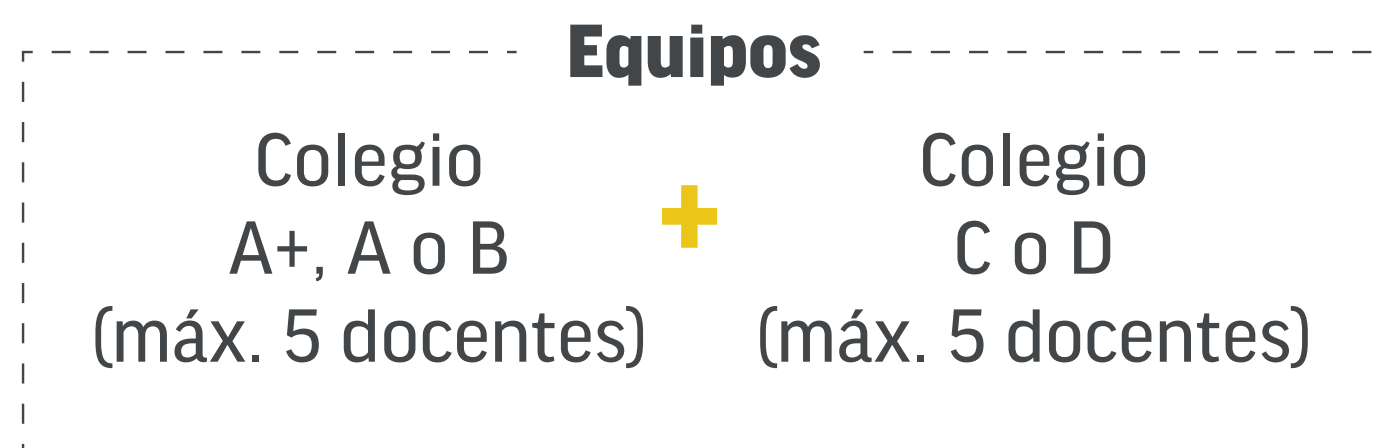 Equipos
Colegio
A+, A o B
(máx. 5 docentes)
+
Colegio
C o D
(máx. 5 docentes)